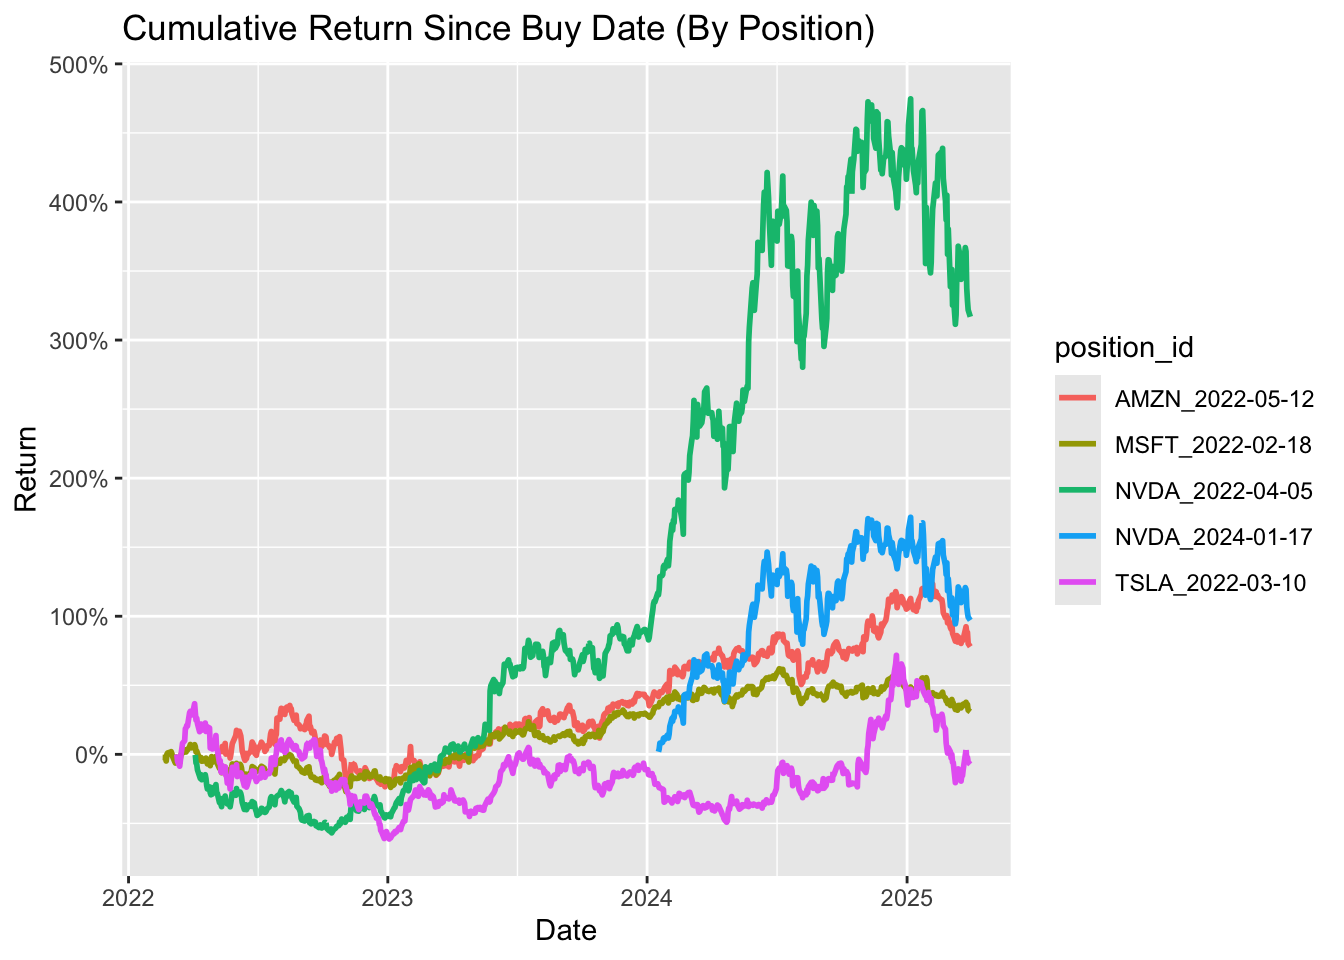 Cumulative Return Since Buy Date (By Position)
500%
400%
300%
200%
100%
0%
Return
2022
2023
2024
2025
Date
position_id
AMZN_2022-05-12
MSFT_2022-02-18
NVDA_2022-04-05
NVDA_2024-01-17
TSLA_2022-03-10